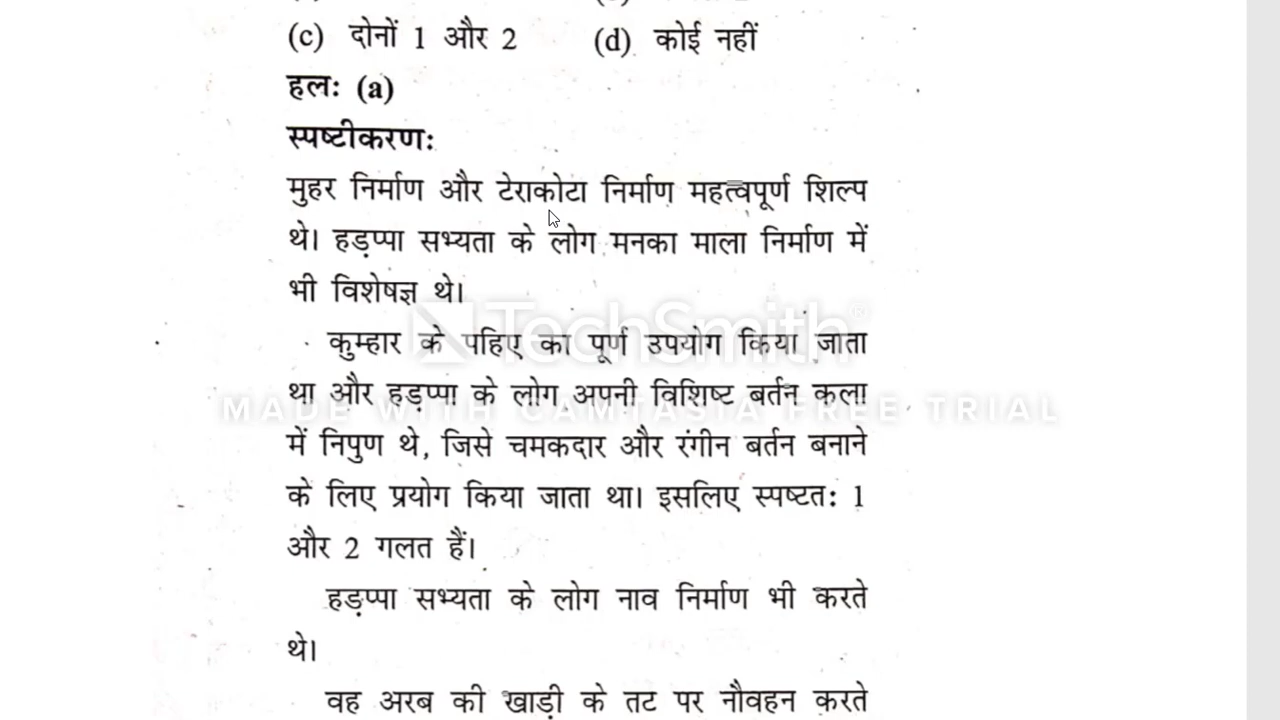 (c) दोनों 1 और 2 (d) कोई नहीं
हलः (a)
स्पष्टीकरणः
मुहर निर्माण और टेराकोटा निर्माण महत्वपूर्ण शिल्प
थे। हड़प्पा सभ्यता के लोग मनका माला निर्माण में
भी विशेषज्ञ थे।
TechSmith®
कुम्हार के पहिए का पूर्ण उपयोग किया जाता
था और हड़प्पा के लोग अपनी विशिष्ट बर्तन कला
MADE WITH CAMTASIA FREE TRIAL
में निपुण थे, जिसे चमकदार और रंगीन बर्तन बनाने
के लिए प्रयोग किया जाता था। इसलिए स्पष्टतः 1
और 2 गलत हैं।
हड़प्पा सभ्यता के लोग नाव निर्माण भी करते
थे।
वह अरब की खाड़ी के तट पर नौवहन करते